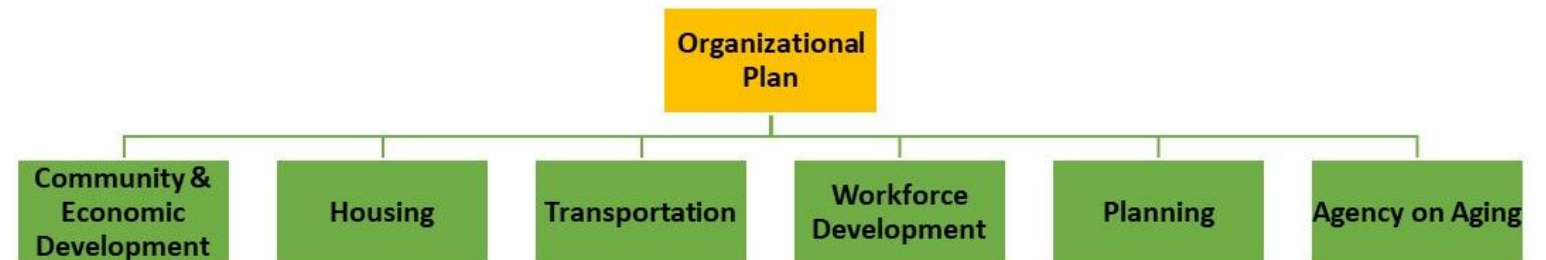 Organizational
Plan
Community &
Economic
Development
Housing
Transportation
Workforce
Development
Planning
Agency on Aging